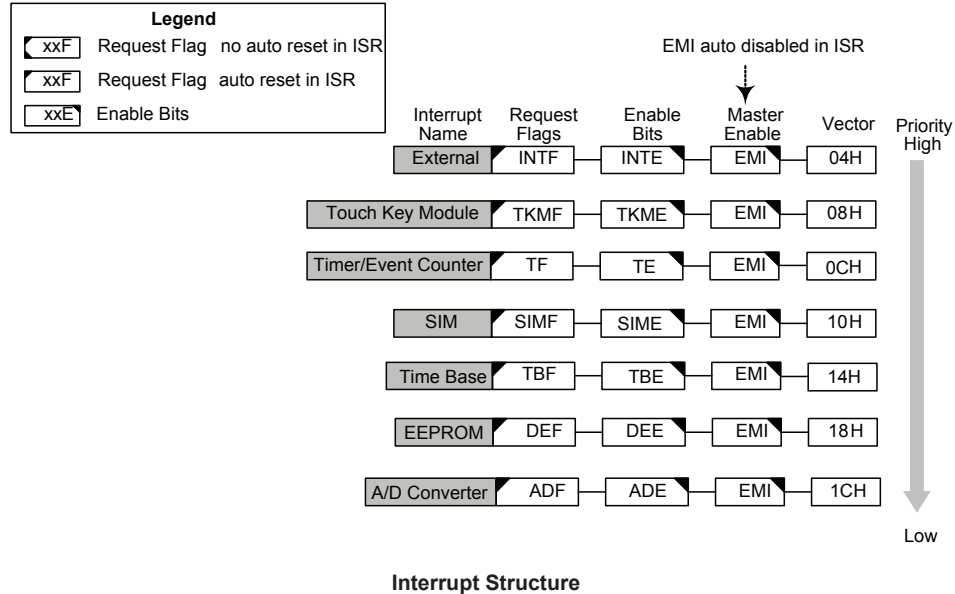 Legend
xxF Request Flag no auto reset in ISR
xxF Request Flag auto reset in ISR
xxE Enable Bits
EMI auto disabled in ISR
Interrupt Name Request Flags Enable Bits Master Enable Vector Priority High
External INTF INTE EMI 04H
Touch Key Module TKMF TKME EMI 08H
Timer/Event Counter TF TE EMI 0CH
SIM SIMF SIME EMI 10H
Time Base TBF TBE EMI 14H
EEPROM DEF DEE EMI 18H
A/D Converter ADF ADE EMI 1CH
Low
Interrupt Structure